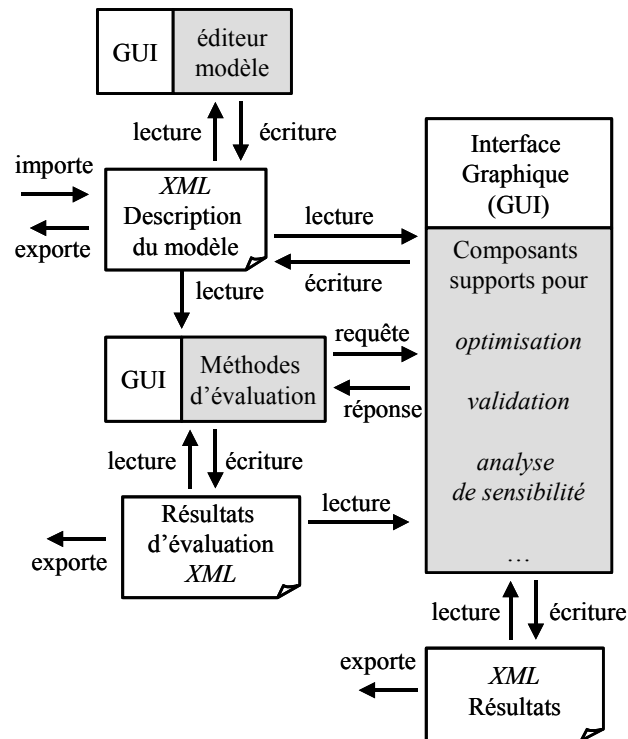 GUI
éditeur
modèle
lecture
écriture
importe
exporte
XML
Description
du modèle
lecture
écriture
lecture
Interface
Graphique
(GUI)
Composants
supports pour
optimisation
validation
analyse
de sensibilité
…
GUI
Méthodes
d'évaluation
requête
réponse
lecture
écriture
Résultats
d'évaluation
XML
lecture
exporte
lecture
écriture
exporte
XML
Résultats